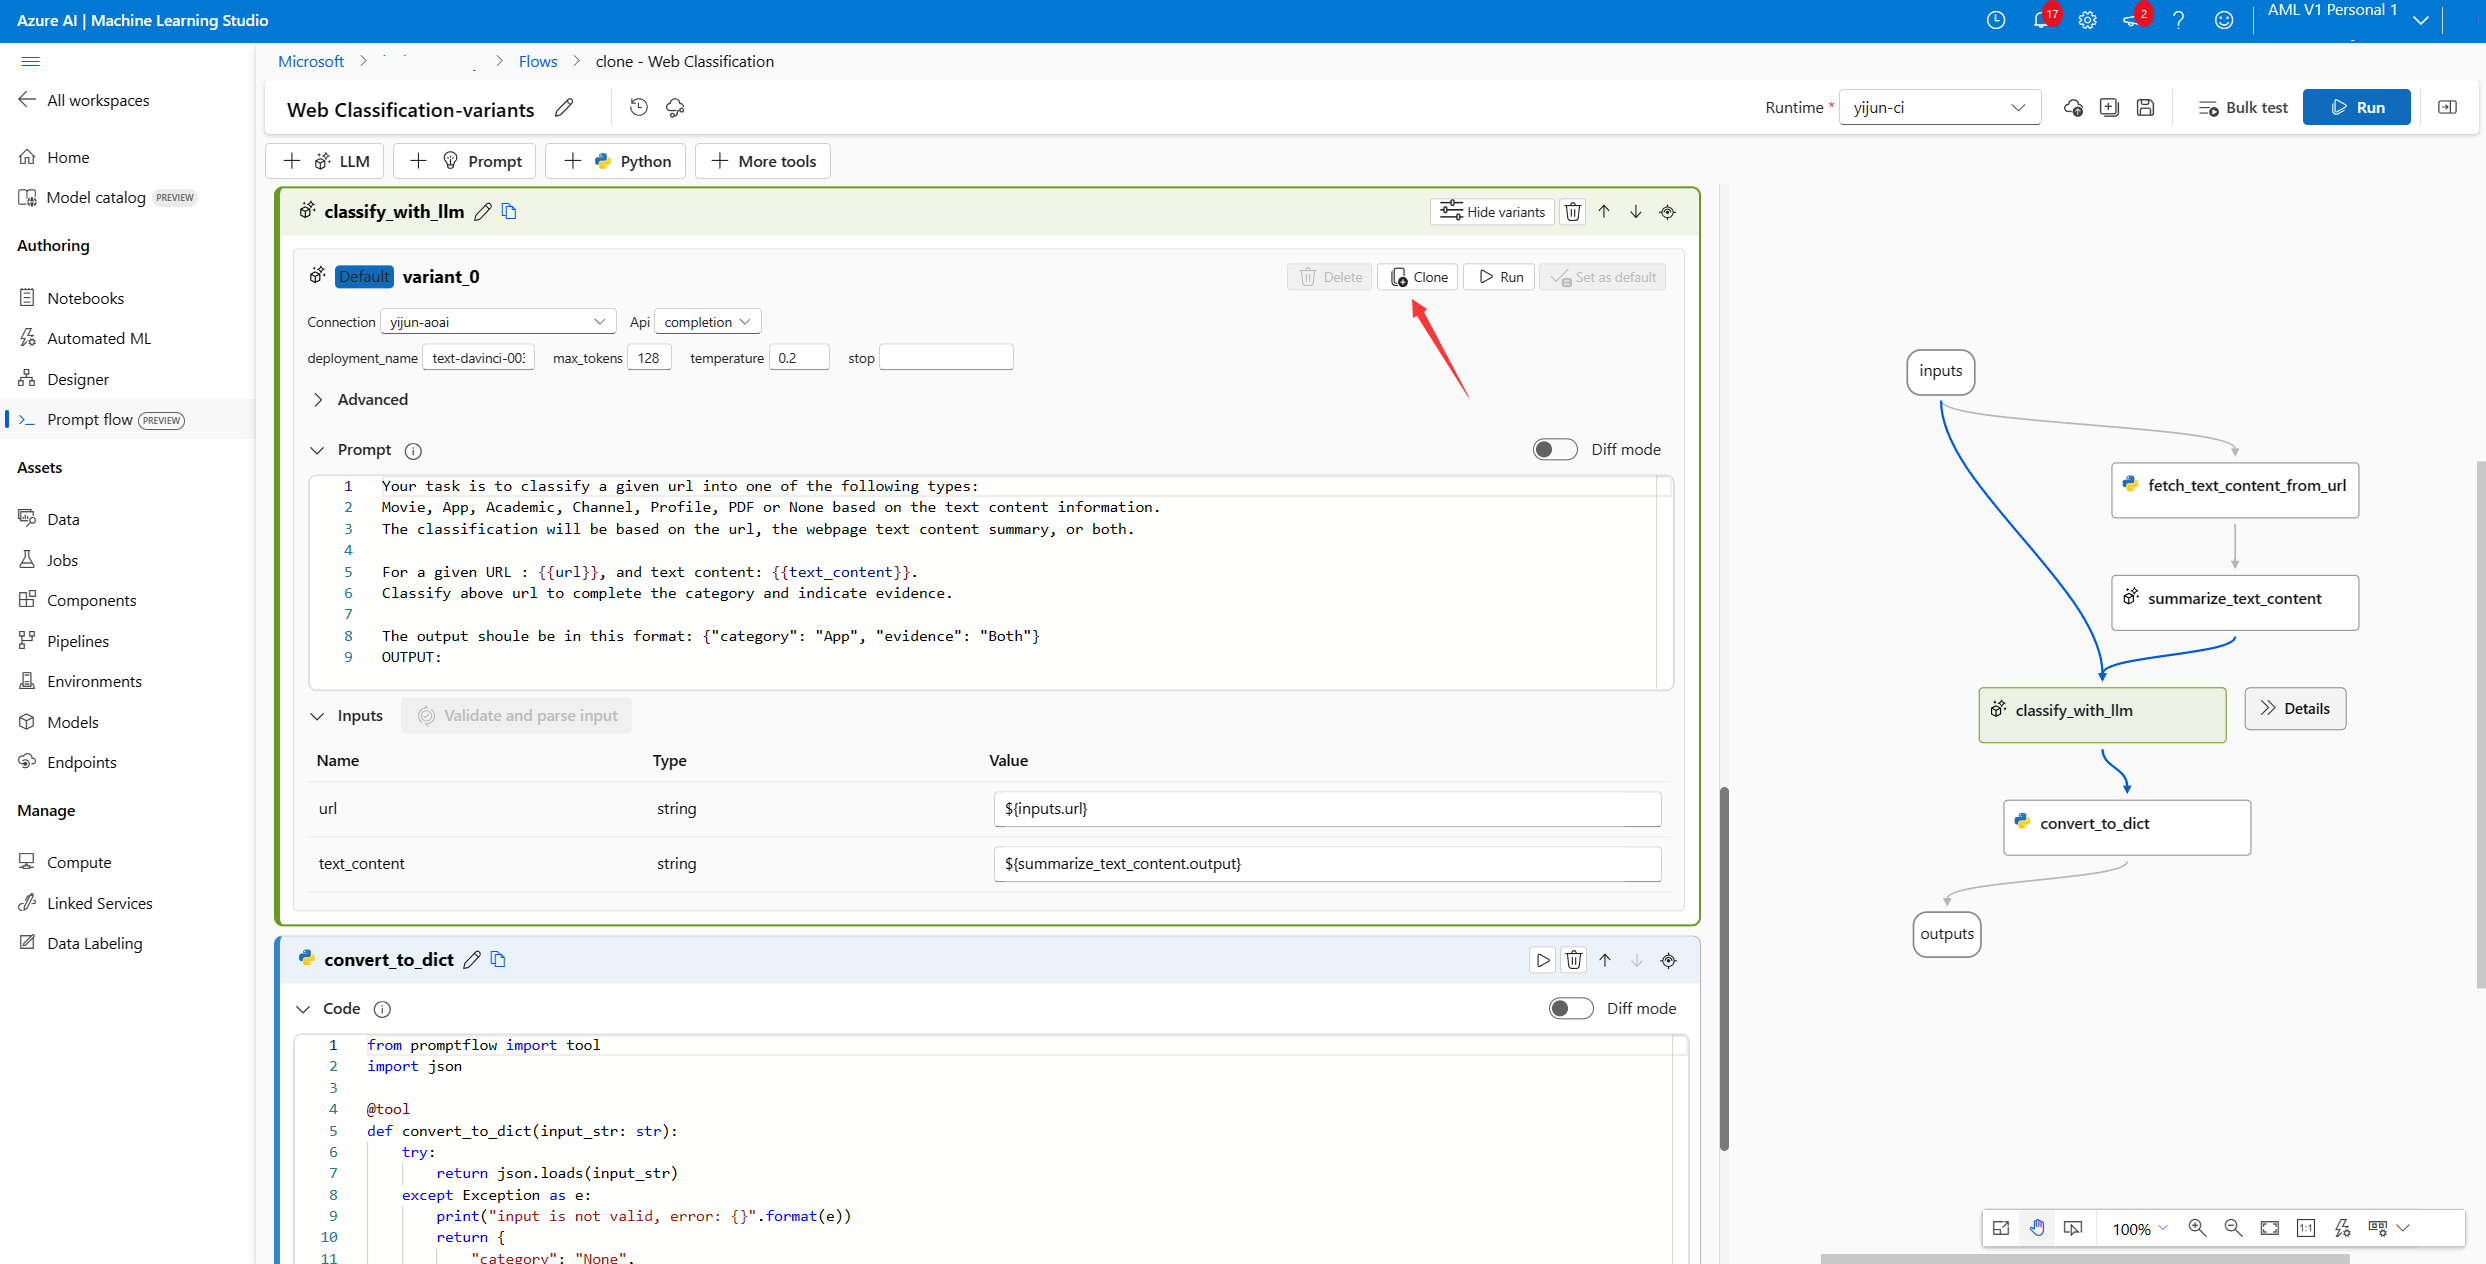 Azure AI | Machine Learning Studio
17
2
AML V1 Personal 1
All workspaces
Home
Model catalog PREVIEW
Authoring
Notebooks
Automated ML
Designer
Prompt flow PREVIEW
Assets
Data
Jobs
Components
Pipelines
Environments
Models
Endpoints
Manage
Compute
Linked Services
Data Labeling
Microsoft > > Flows > clone - Web Classification
Web Classification-variants
Runtime * yijun-ci
Bulk test
Run
+ LLM
+ Prompt
+ Python
+ More tools
classify_with_llm
Hide variants
Default variant_0
Delete
Clone
Run
Set as default
Connection yijun-aoai Api completion
deployment_name text-davinci-003 max_tokens 128 temperature 0.2 stop
Advanced
Prompt
Diff mode
1 Your task is to classify a given url into one of the following types:
2 Movie, App, Academic, Channel, Profile, PDF or None based on the text content information.
3 The classification will be based on the url, the webpage text content summary, or both.
4
5 For a given URL : {{url}}, and text content: {{text_content}}.
6 Classify above url to complete the category and indicate evidence.
7
8 The output shoule be in this format: {"category": "App", "evidence": "Both"}
9 OUTPUT:
Inputs Validate and parse input
Name Type Value
url string ${inputs.url}
text_content string ${summarize_text_content.output}
convert_to_dict
Code
Diff mode
1 from promptflow import tool
2 import json
3
4 @tool
5 def convert_to_dict(input_str: str):
6 try:
7 return json.loads(input_str)
8 except Exception as e:
9 print("input is not valid, error: {}".format(e))
10 return {
11 "category": "None",
inputs
fetch_text_content_from_url
summarize_text_content
classify_with_llm
Details
convert_to_dict
outputs
100%
1:1